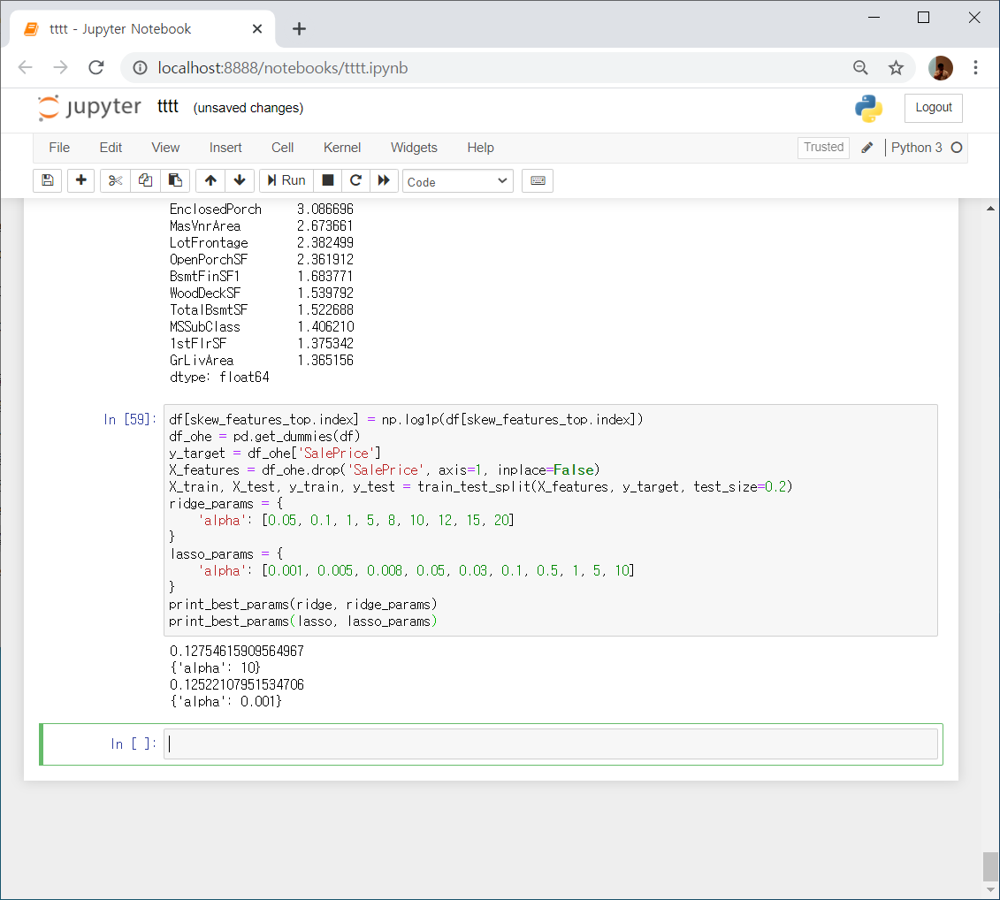 tttt - Jupyter Notebook
localhost:8888/notebooks/tttt.ipynb
jupyter tttt (unsaved changes)
Logout
File Edit View Insert Cell Kernel Widgets Help Trusted Python 3
Run Code
EnclosedPorch 3.086696
MasVnrArea 2.673661
LotFrontage 2.382499
OpenPorchSF 2.361912
BsmtFinSF1 1.683771
WoodDeckSF 1.539792
TotalBsmtSF 1.522688
MSSubClass 1.406210
1stFlrSF 1.375342
GrLivArea 1.365156
dtype: float64
In [59]: df[skew_features_top.index] = np.log1p(df[skew_features_top.index])
df_ohe = pd.get_dummies(df)
y_target = df_ohe['SalePrice']
X_features = df_ohe.drop('SalePrice', axis=1, inplace=False)
X_train, X_test, y_train, y_test = train_test_split(X_features, y_target, test_size=0.2)
ridge_params = {
    'alpha': [0.05, 0.1, 1, 5, 8, 10, 12, 15, 20]
}
lasso_params = {
    'alpha': [0.001, 0.005, 0.008, 0.05, 0.03, 0.1, 0.5, 1, 5, 10]
}
print_best_params(ridge, ridge_params)
print_best_params(lasso, lasso_params)
0.12754615909564967
{'alpha': 10}
0.12522107951534706
{'alpha': 0.001}
In [ ]: